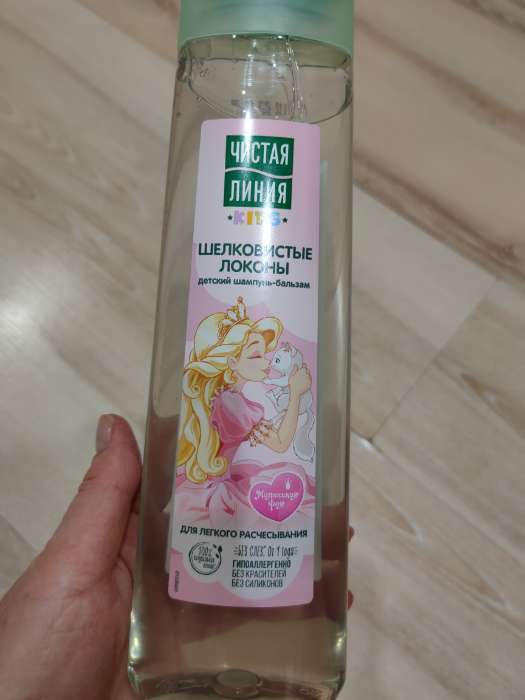 ЧИСТАЯ
ЛИНИЯ
KIDS
ШЕЛКОВИСТЫЕ
ЛОКОНЫ
детский шампунь-бальзам
ДЛЯ ЛЕГКОГО РАСЧЕСЫВАНИЯ
100%
БЕЗ СЛЕЗ* От 1 года
ГИПОАЛЛЕРГЕННО
БЕЗ КРАСИТЕЛЕЙ
БЕЗ СИЛИКОНОВ